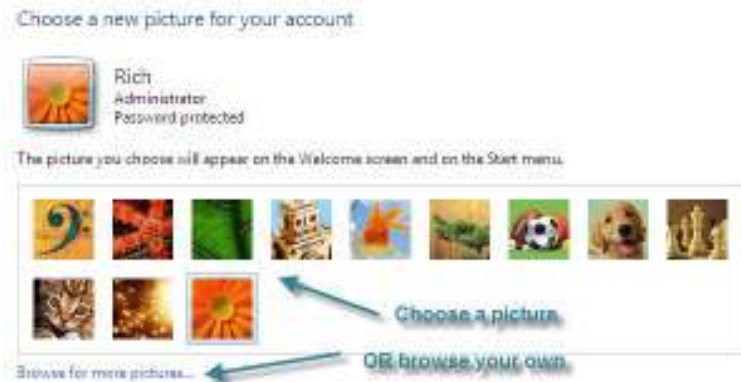 Choose a new picture for your account
Rich
Administrator
Password protected
The picture you choose will appear on the Welcome screen and on the Start menu.
Choose a picture.
OR browse your own.
Browse for more pictures...